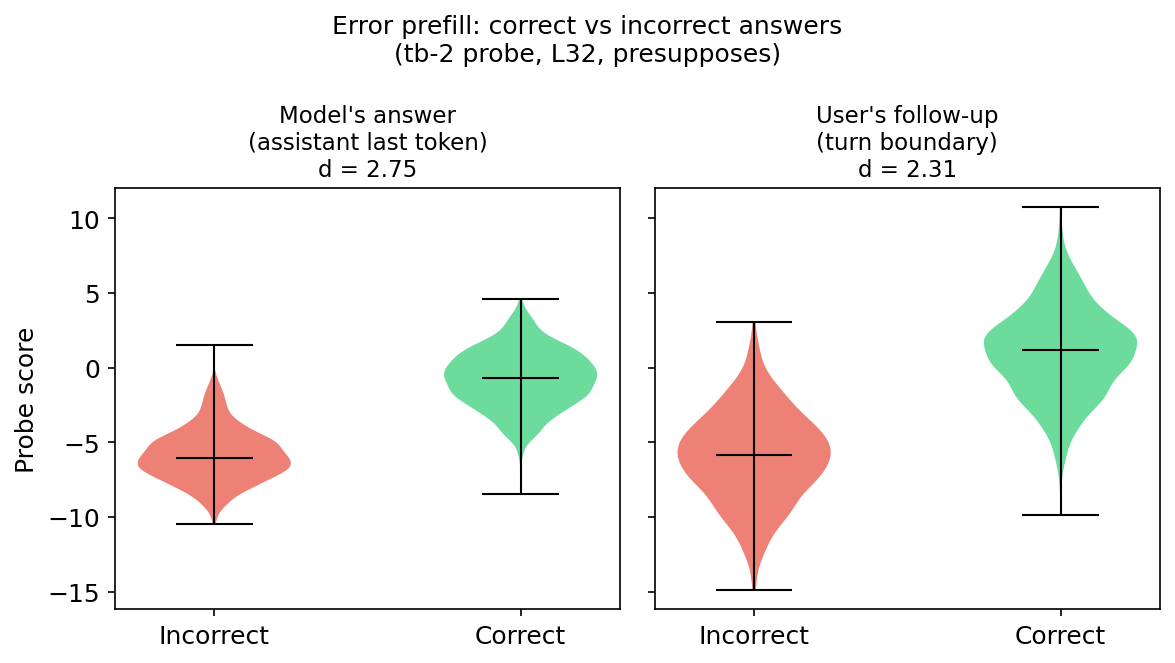 Error prefill: correct vs incorrect answers
(tb-2 probe, L32, presupposes)
Model's answer
(assistant last token)
d = 2.75
User's follow-up
(turn boundary)
d = 2.31
Probe score
10
5
0
−5
−10
−15
Incorrect
Correct
Incorrect
Correct